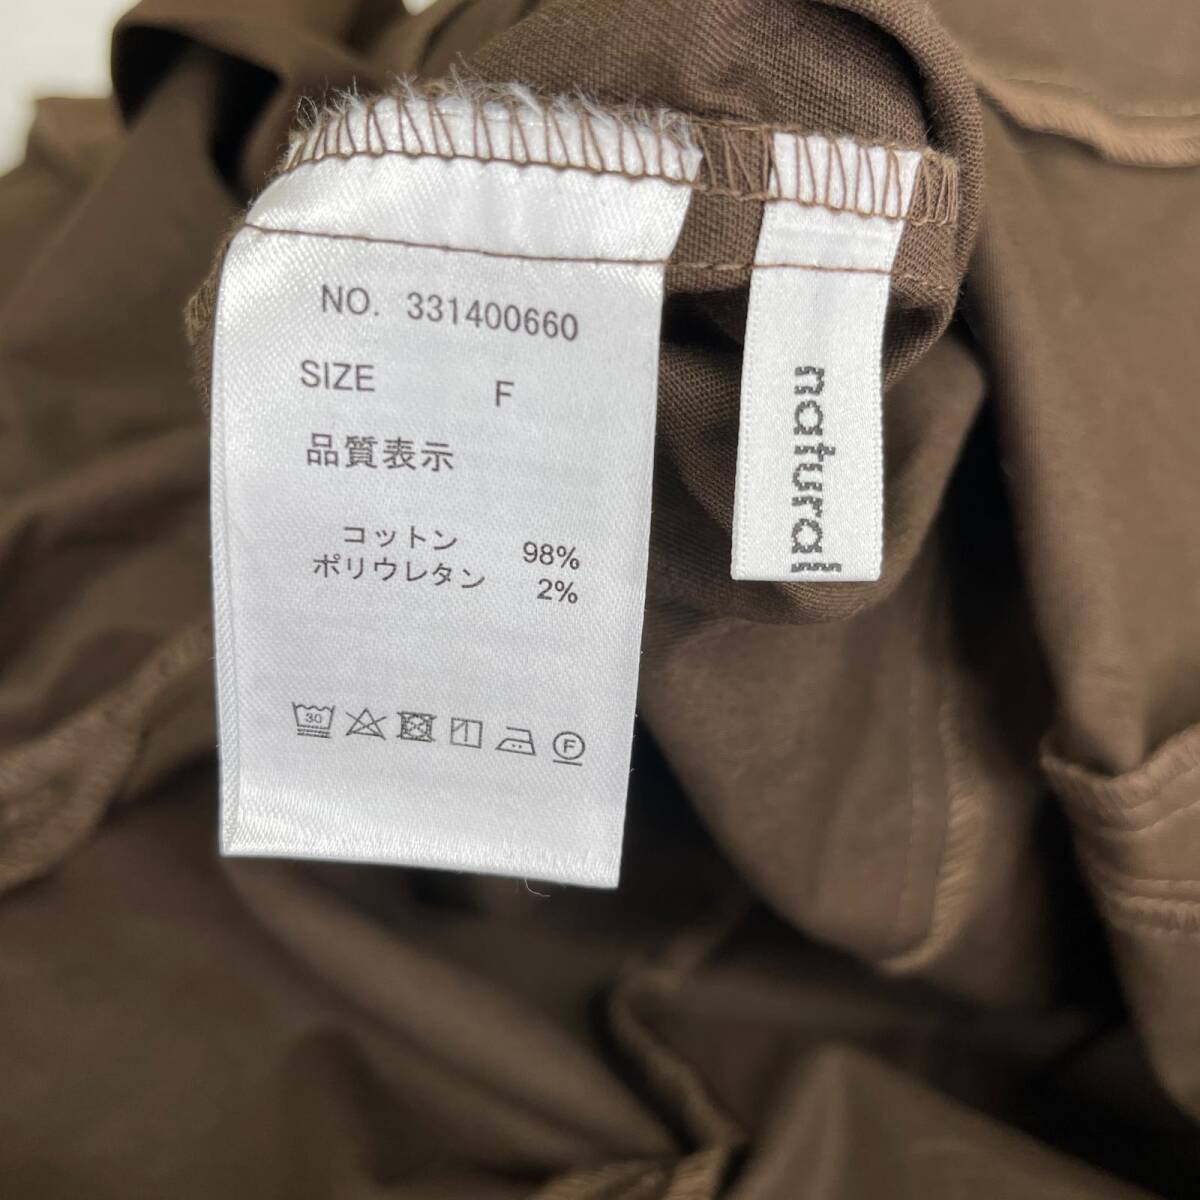 NO. 331400660
SIZE F
品質表示
コットン 98%
ポリウレタン 2%
30
F
natural